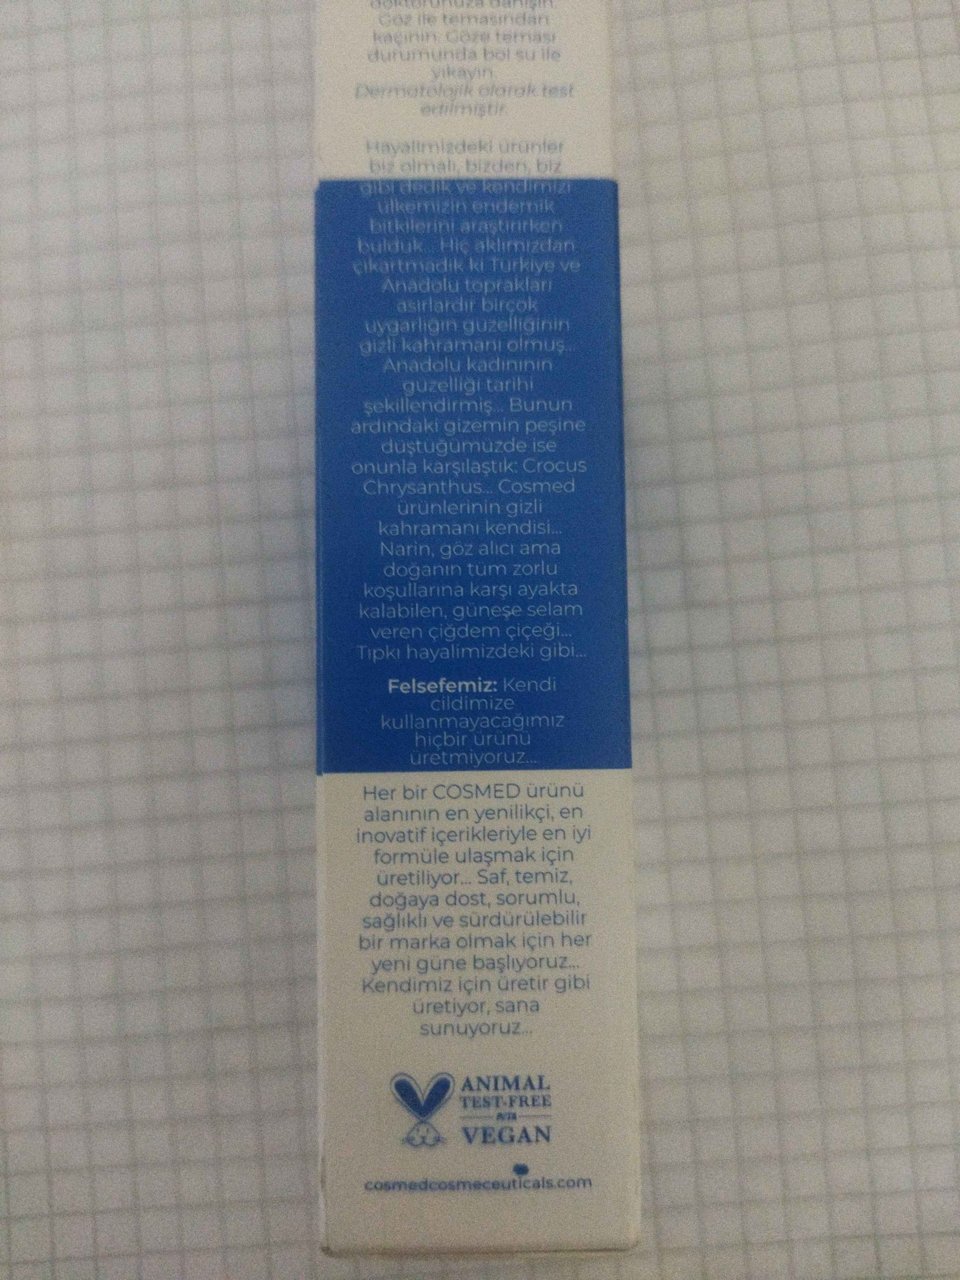 doktorunuza danışın.
Göz ile temasından
kaçının. Göze teması
durumunda bol su ile
yıkayın.
Dermatolojik olarak test
edilmiştir.
Hayalimizdeki ürünler
biz olmalı, bizden, biz
gibi dedik ve kendimizi
ülkemizin endemik
bitkilerini araştırırken
bulduk... Hiç aklımızdan
çıkartmadık ki Türkiye ve
Anadolu toprakları
asırlardır birçok
uygarlığın güzelliğinin
gizli kahramanı olmuş...
Anadolu kadınının
güzelliği tarihi
şekillendirmiş... Bunun
ardındaki gizemin peşine
düştüğümüzde ise
onunla karşılaştık: Crocus
Chrysanthus... Cosmed
ürünlerinin gizli
kahramanı kendisi...
Narin, göz alıcı ama
doğanın tüm zorlu
koşullarına karşı ayakta
kalabilen, güneşe selam
veren çiğdem çiçeği...
Tıpkı hayalimizdeki gibi...
Felsefemiz: Kendi
cildimize
kullanmayacağımız
hiçbir ürünü
üretmiyoruz...
Her bir COSMED ürünü
alanının en yenilikçi, en
inovatif içerikleriyle en iyi
formüle ulaşmak için
üretiliyor... Saf, temiz,
doğaya dost, sorumlu,
sağlıklı ve sürdürülebilir
bir marka olmak için her
yeni güne başlıyoruz...
Kendimiz için üretir gibi
üretiyor, sana
sunuyoruz...
ANIMAL
TEST-FREE
PETA
VEGAN
cosmedcosmeceuticals.com